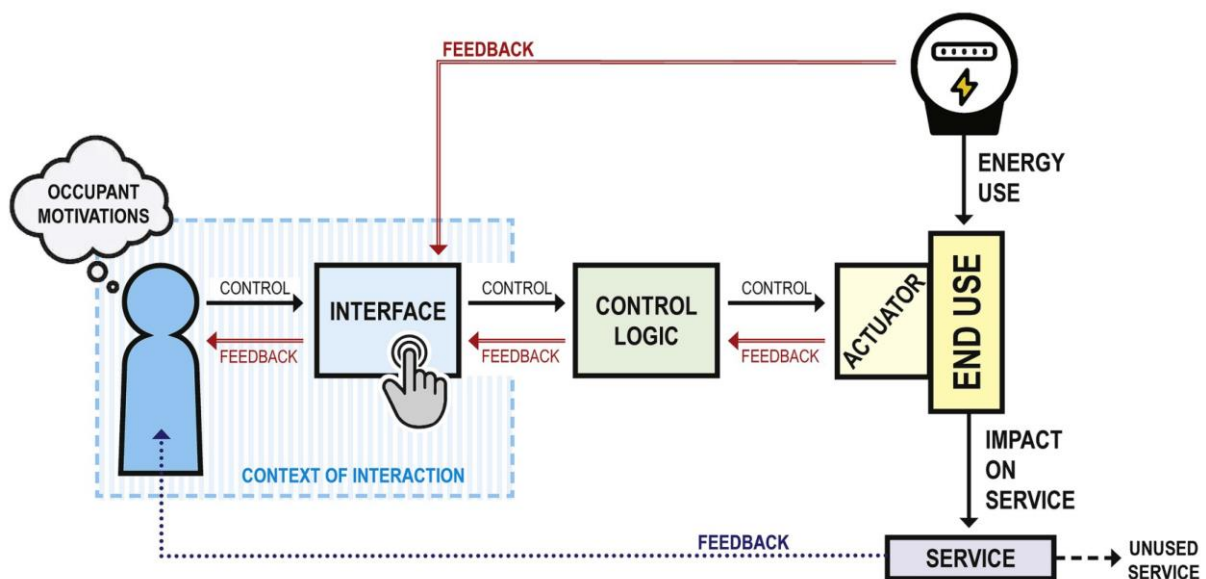 FEEDBACK
ENERGY
USE
OCCUPANT
MOTIVATIONS
CONTROL
INTERFACE
FEEDBACK
CONTROL
FEEDBACK
CONTROL
LOGIC
CONTROL
FEEDBACK
ACTUATOR
END USE
CONTEXT OF INTERACTION
IMPACT
ON
SERVICE
FEEDBACK
SERVICE
UNUSED
SERVICE